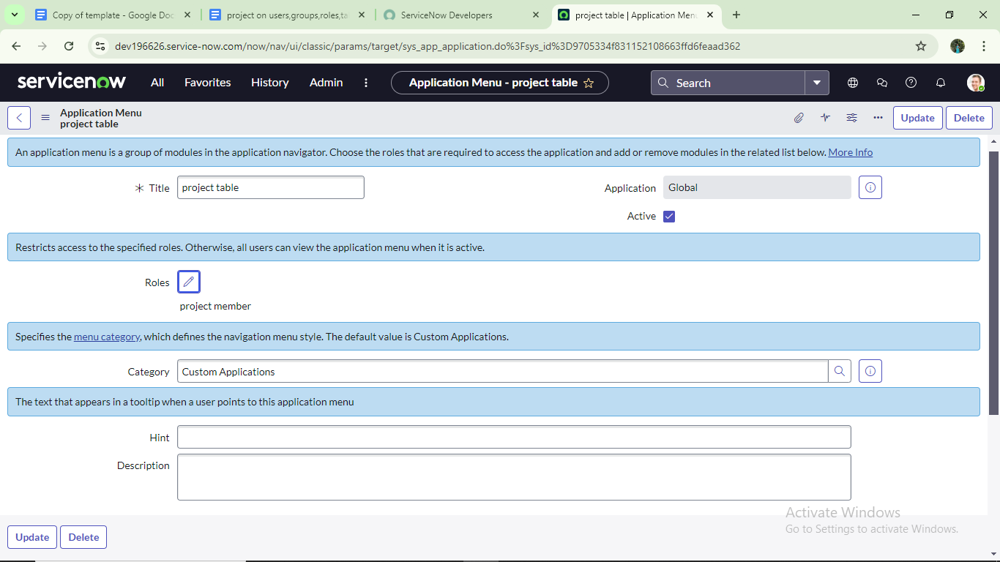 Copy of template - Google Doc
project on users,groups,roles,ta
ServiceNow Developers
project table | Application Menu
dev196626.service-now.com/now/nav/ui/classic/params/target/sys_app_application.do%3Fsys_id%3D9705334f831152108663ffd6feaad362
servicenow
All
Favorites
History
Admin
Application Menu - project table
Search
Application Menu
project table
Update
Delete
An application menu is a group of modules in the application navigator. Choose the roles that are required to access the application and add or remove modules in the related list below. More Info
Title
project table
Application
Global
Active
Restricts access to the specified roles. Otherwise, all users can view the application menu when it is active.
Roles
project member
Specifies the menu category, which defines the navigation menu style. The default value is Custom Applications.
Category
Custom Applications
The text that appears in a tooltip when a user points to this application menu
Hint
Description
Activate Windows
Go to Settings to activate Windows.
Update
Delete